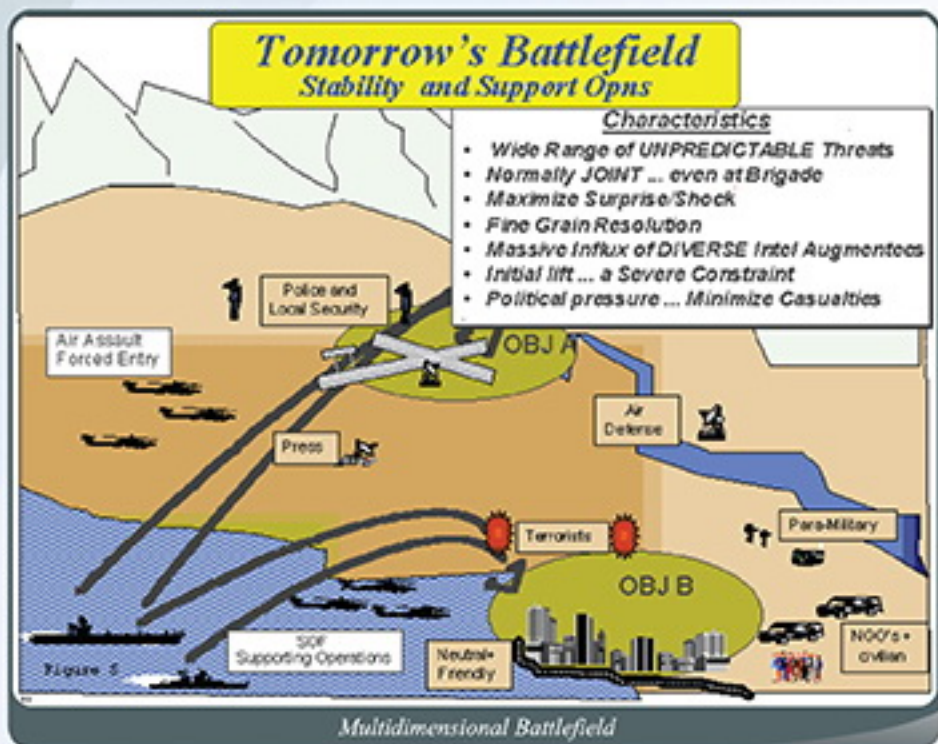 Tomorrow's Battlefield
Stability and Support Opns
Characteristics
• Wide Range of UNPREDICTABLE Threats
• Normally JOINT ... even at Brigade
• Maximize Surprise/Shock
• Fine Grain Resolution
• Massive Influx of DIVERSE Intel Augmentees
• Initial lift ... a Severe Constraint
• Political pressure ... Minimize Casualties
Police and
Local Security
Air Assault
Forced Entry
OBJ A
Air
Defense
Press
Terrorists
Para-Military
OBJ B
SOF
Supporting Operations
Neutral+
Friendly
NGO's +
civilian
Figure 5
Multidimensional Battlefield